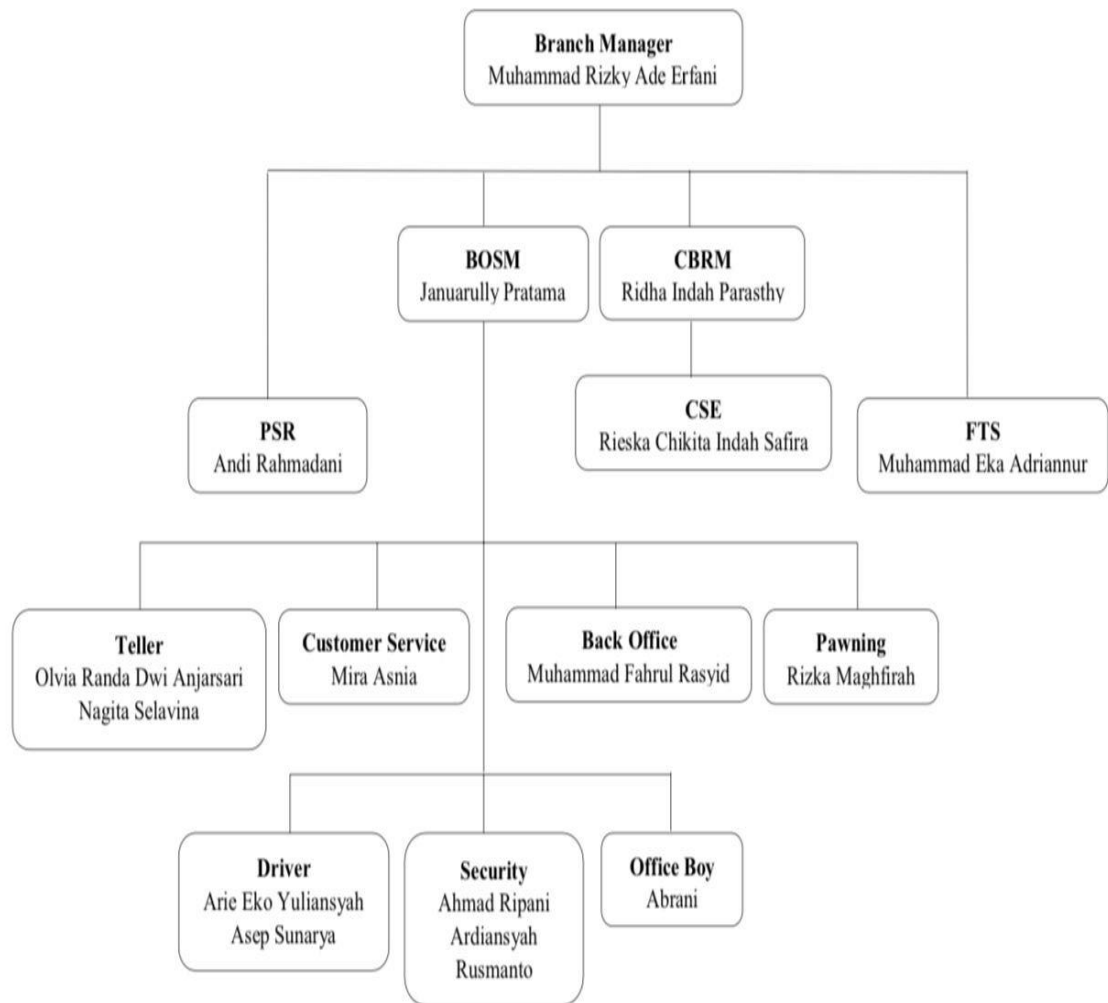 Branch Manager
Muhammad Rizky Ade Erfani
BOSM
Januarully Pratama
CBRM
Ridha Indah Parasthy
PSR
Andi Rahmadani
CSE
Rieska Chikita Indah Safira
FTS
Muhammad Eka Adriannur
Teller
Olvia Randa Dwi Anjarsari
Nagita Selavina
Customer Service
Mira Asnia
Back Office
Muhammad Fahrul Rasyid
Pawning
Rizka Maghfirah
Driver
Arie Eko Yuliansyah
Asep Sunarya
Security
Ahmad Ripani
Ardiansyah
Rusmanto
Office Boy
Abrani